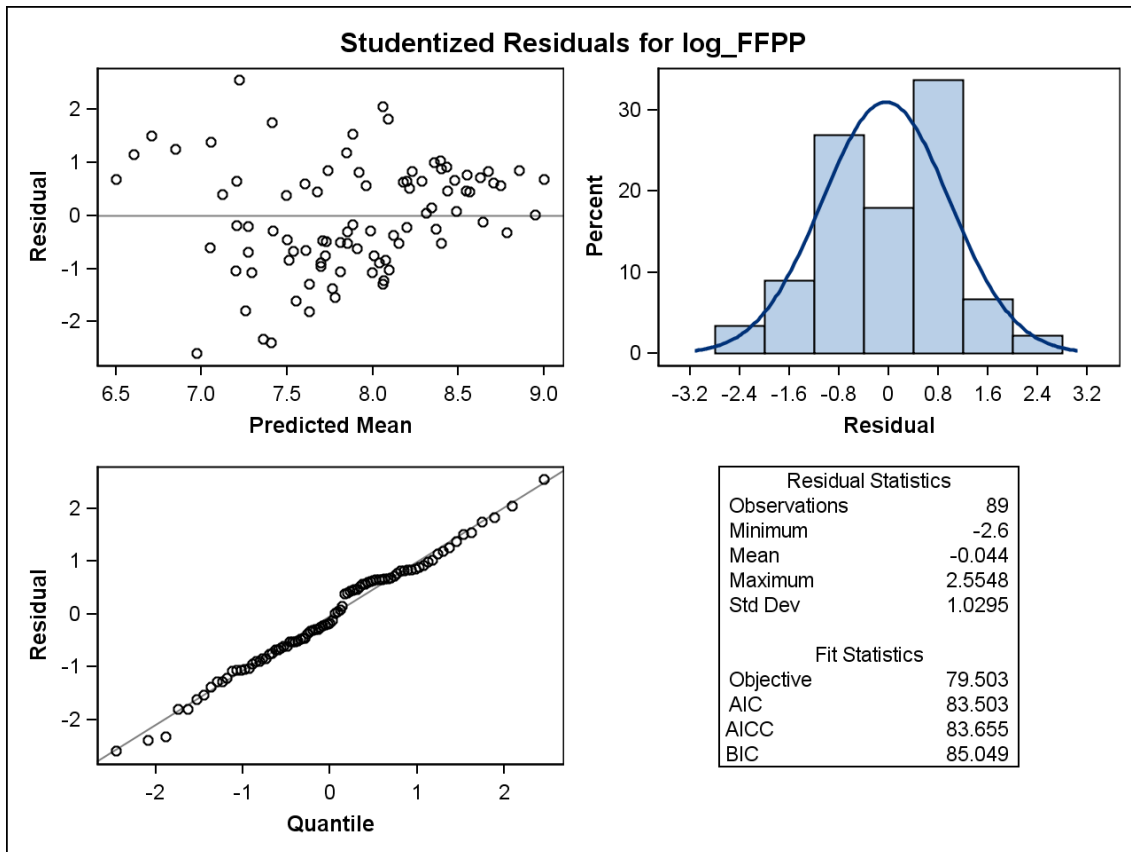 Studentized Residuals for log_FFPP
Residual
2
1
0
-1
-2
6.5 7.0 7.5 8.0 8.5 9.0
Predicted Mean
Percent
30
20
10
0
-3.2 -2.4 -1.6 -0.8 0 0.8 1.6 2.4 3.2
Residual
Residual
2
1
0
-1
-2
-2 -1 0 1 2
Quantile
Residual Statistics
Observations 89
Minimum -2.6
Mean -0.044
Maximum 2.5548
Std Dev 1.0295
Fit Statistics
Objective 79.503
AIC 83.503
AICC 83.655
BIC 85.049